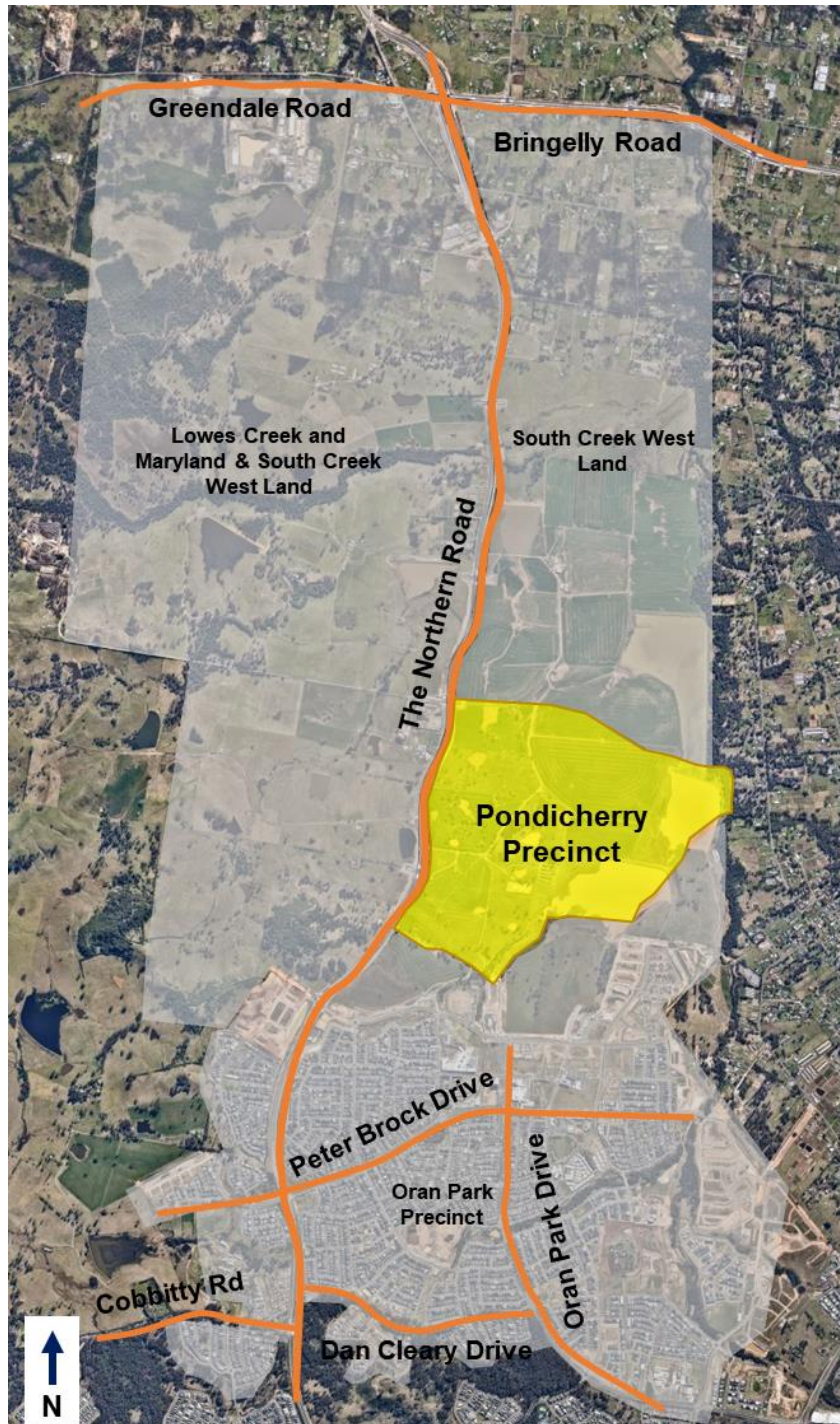 Greendale Road
Bringelly Road
Lowes Creek and
Maryland & South Creek
West Land
South Creek West
Land
The Northern Road
Pondicherry
Precinct
Peter Brock Drive
Oran Park
Precinct
Oran Park Drive
Cobbitty Rd
Dan Cleary Drive
N